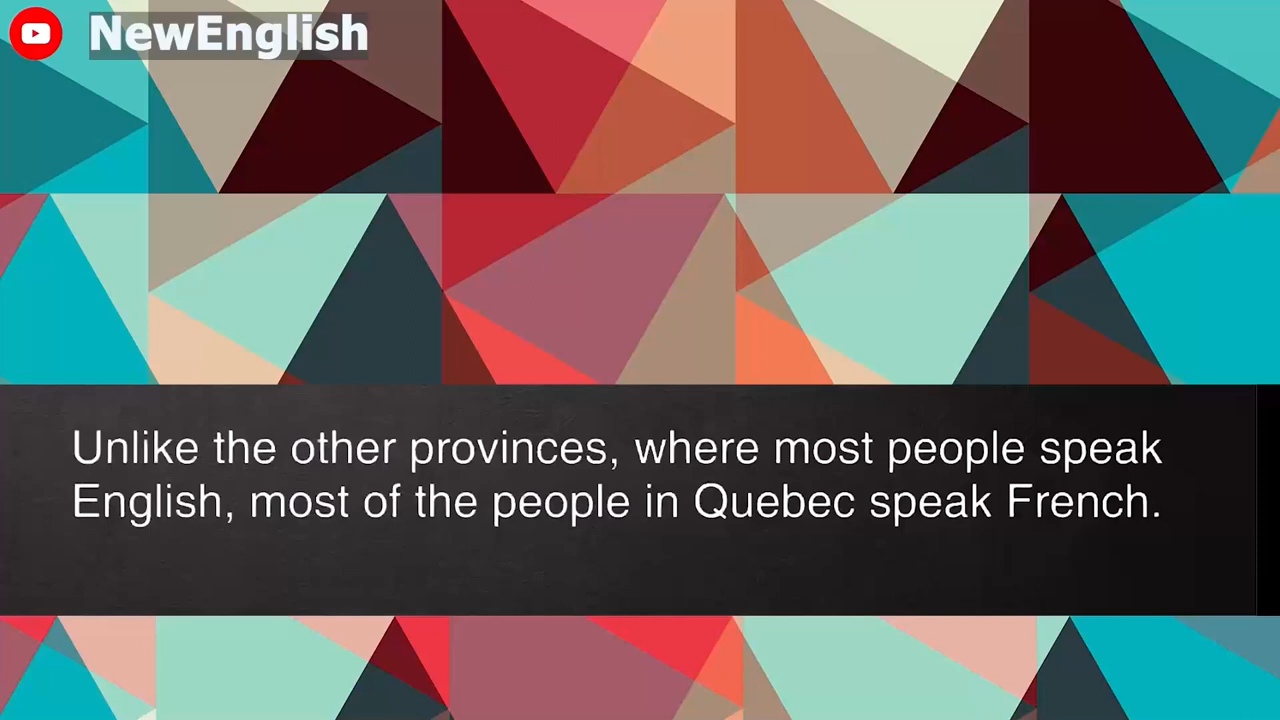 NewEnglish
Unlike the other provinces, where most people speak
English, most of the people in Quebec speak French.